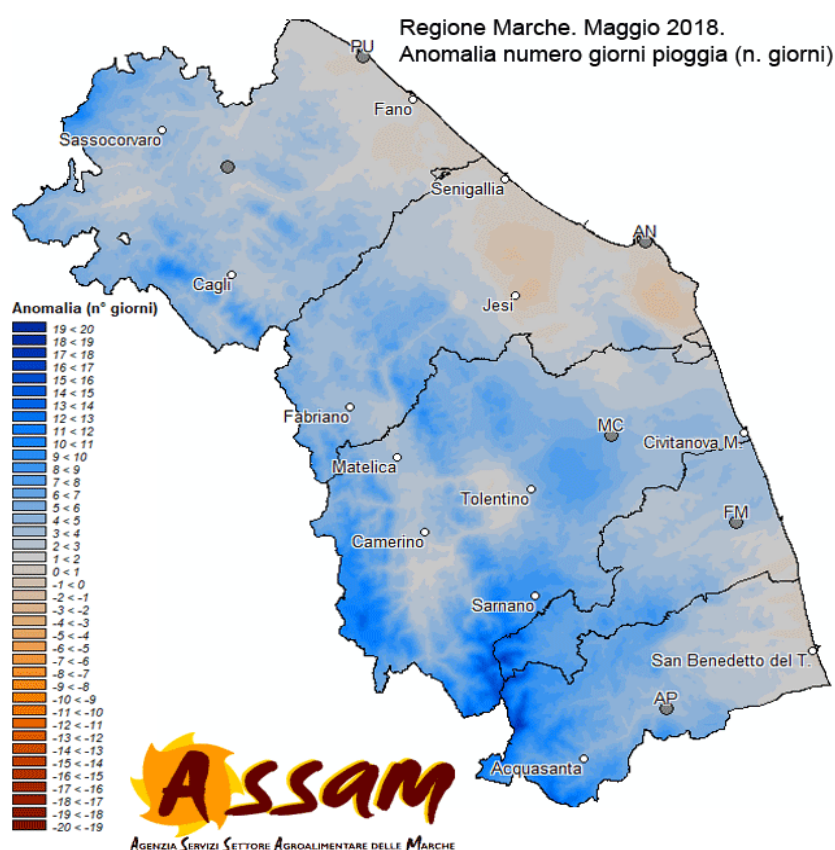 Regione Marche. Maggio 2018.
Anomalia numero giorni pioggia (n. giorni)
PU
Fano
Sassocorvaro
Senigallia
AN
Cagli
Jesi
Anomalia (n° giorni)
19 < 20
18 < 19
17 < 18
16 < 17
15 < 16
14 < 15
13 < 14
12 < 13
11 < 12
10 < 11
9 < 10
8 < 9
7 < 8
6 < 7
5 < 6
4 < 5
3 < 4
2 < 3
1 < 2
0 < 1
-1 < 0
-2 < -1
-3 < -2
-4 < -3
-5 < -4
-6 < -5
-7 < -6
-8 < -7
-9 < -8
-10 < -9
-11 < -10
-12 < -11
-13 < -12
-14 < -13
-15 < -14
-16 < -15
-17 < -16
-18 < -17
-19 < -18
-20 < -19
Fabriano
MC
Civitanova M.
Matelica
Tolentino
FM
Camerino
Sarnano
San Benedetto del T.
AP
Acquasanta
Assam
Agenzia Servizi Settore Agroalimentare delle Marche